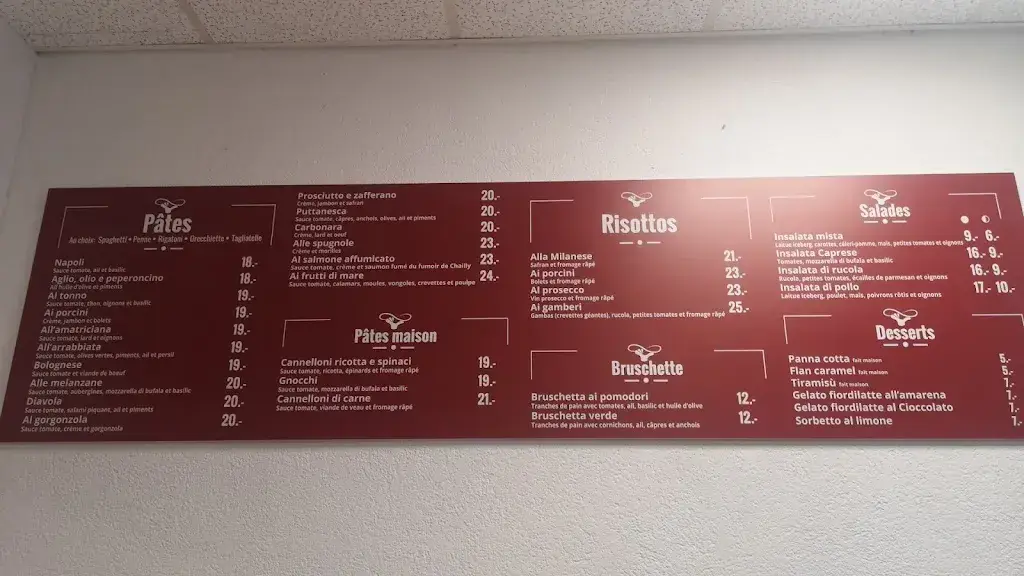 Pâtes
Au choix: Spaghetti • Penne • Rigatoni • Orecchiette • Tagliatelle
Napoli 18.-
Sauce tomate, ail et basilic
Aglio, olio e peperoncino 18.-
Ail huile d'olive et piments
Al tonno 19.-
Sauce tomate, thon, oignons et basilic
Ai porcini 19.-
Crème, jambon et bolets
All'amatriciana 19.-
Sauce tomate, lard et oignons
All'arrabbiata 19.-
Sauce tomate, olives vertes, piments, ail et persil
Bolognese 19.-
Sauce tomate et viande de boeuf
Alle melanzane 20.-
Sauce tomate, aubergines, mozzarella di bufala et basilic
Diavola 20.-
Sauce tomate, salami piquant, ail et piments
Al gorgonzola 20.-
Sauce tomate, crème et gorgonzola
Prosciutto e zafferano 20.-
Crème, jambon et safran
Puttanesca 20.-
Sauce tomate, câpres, anchois, olives, ail et piments
Carbonara 20.-
Crème, lard et oeuf
Alle spugnole 23.-
Crème et morilles
Al salmone affumicato 23.-
Sauce tomate, crème et saumon fumé du fumoir de Chailly
Ai frutti di mare 24.-
Sauce tomate, calamars, moules, vongoles, crevettes et poulpe
Pâtes maison
Cannelloni ricotta e spinaci 19.-
Sauce tomate, ricotta, épinards et fromage râpé
Gnocchi 19.-
Sauce tomate, mozzarella di bufala et basilic
Cannelloni di carne 21.-
Sauce tomate, viande de veau et fromage râpé
Risottos
Alla Milanese 21.-
Safran et fromage râpé
Ai porcini 23.-
Bolets et fromage râpé
Al prosecco 23.-
Vin prosecco et fromage râpé
Ai gamberi 25.-
Gambas (crevettes géantes), rucola, petites tomates et fromage râpé
Bruschette
Bruschetta ai pomodori 12.-
Tranches de pain avec tomates, ail, basilic et huile d'olive
Bruschetta verde 12.-
Tranches de pain avec cornichons, ail, câpres et anchois
Salades
Insalata mista 9.- 6.-
Laitue iceberg, carottes, céleri-pomme, maïs, petites tomates et oignons
Insalata Caprese 16.- 9.-
Tomates, mozzarella di bufala et basilic
Insalata di rucola 16.- 9.-
Rucola, petites tomates, écailles de parmesan et oignons
Insalata di pollo 17.- 10.-
Laitue iceberg, poulet, maïs, poivrons rôtis et oignons
Desserts
Panna cotta fait maison 5.-
Flan caramel fait maison 5.-
Tiramisù fait maison 7.-
Gelato fiordilatte all'amarena 7.-
Gelato fiordilatte al Cioccolato 7.-
Sorbetto al limone 7.-